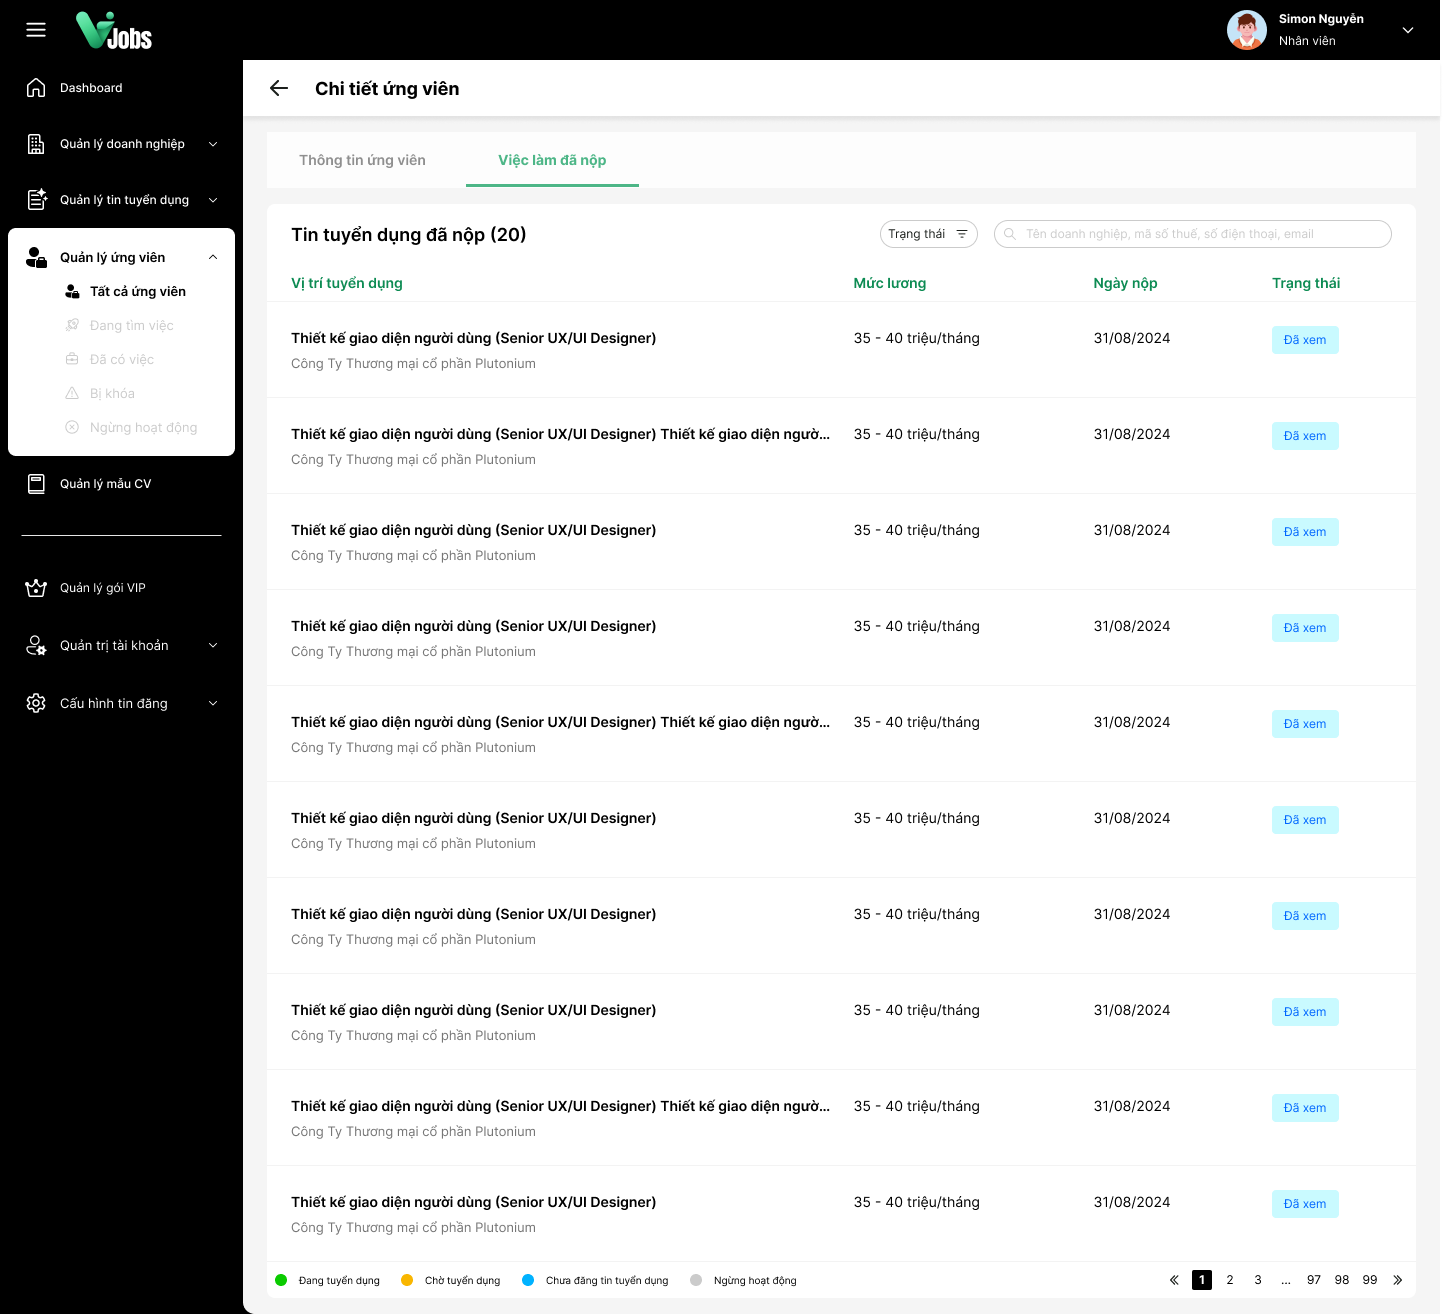 VJobs
Simon Nguyễn
Nhân viên
Dashboard
Quản lý doanh nghiệp
Quản lý tin tuyển dụng
Quản lý ứng viên
Tất cả ứng viên
Đang tìm việc
Đã có việc
Bị khóa
Ngừng hoạt động
Quản lý mẫu CV
Quản lý gói VIP
Quản trị tài khoản
Cấu hình tin đăng
Chi tiết ứng viên
Thông tin ứng viên
Việc làm đã nộp
Tin tuyển dụng đã nộp (20)
Trạng thái
Tên doanh nghiệp, mã số thuế, số điện thoại, email
Vị trí tuyển dụng Mức lương Ngày nộp Trạng thái
Thiết kế giao diện người dùng (Senior UX/UI Designer) 35 - 40 triệu/tháng 31/08/2024 Đã xem
Công Ty Thương mại cổ phần Plutonium
Thiết kế giao diện người dùng (Senior UX/UI Designer) Thiết kế giao diện ngườ... 35 - 40 triệu/tháng 31/08/2024 Đã xem
Công Ty Thương mại cổ phần Plutonium
Thiết kế giao diện người dùng (Senior UX/UI Designer) 35 - 40 triệu/tháng 31/08/2024 Đã xem
Công Ty Thương mại cổ phần Plutonium
Thiết kế giao diện người dùng (Senior UX/UI Designer) 35 - 40 triệu/tháng 31/08/2024 Đã xem
Công Ty Thương mại cổ phần Plutonium
Thiết kế giao diện người dùng (Senior UX/UI Designer) Thiết kế giao diện ngườ... 35 - 40 triệu/tháng 31/08/2024 Đã xem
Công Ty Thương mại cổ phần Plutonium
Thiết kế giao diện người dùng (Senior UX/UI Designer) 35 - 40 triệu/tháng 31/08/2024 Đã xem
Công Ty Thương mại cổ phần Plutonium
Thiết kế giao diện người dùng (Senior UX/UI Designer) 35 - 40 triệu/tháng 31/08/2024 Đã xem
Công Ty Thương mại cổ phần Plutonium
Thiết kế giao diện người dùng (Senior UX/UI Designer) 35 - 40 triệu/tháng 31/08/2024 Đã xem
Công Ty Thương mại cổ phần Plutonium
Thiết kế giao diện người dùng (Senior UX/UI Designer) Thiết kế giao diện ngườ... 35 - 40 triệu/tháng 31/08/2024 Đã xem
Công Ty Thương mại cổ phần Plutonium
Thiết kế giao diện người dùng (Senior UX/UI Designer) 35 - 40 triệu/tháng 31/08/2024 Đã xem
Công Ty Thương mại cổ phần Plutonium
Đang tuyển dụng Chờ tuyển dụng Chưa đăng tin tuyển dụng Ngừng hoạt động
1 2 3 ... 97 98 99